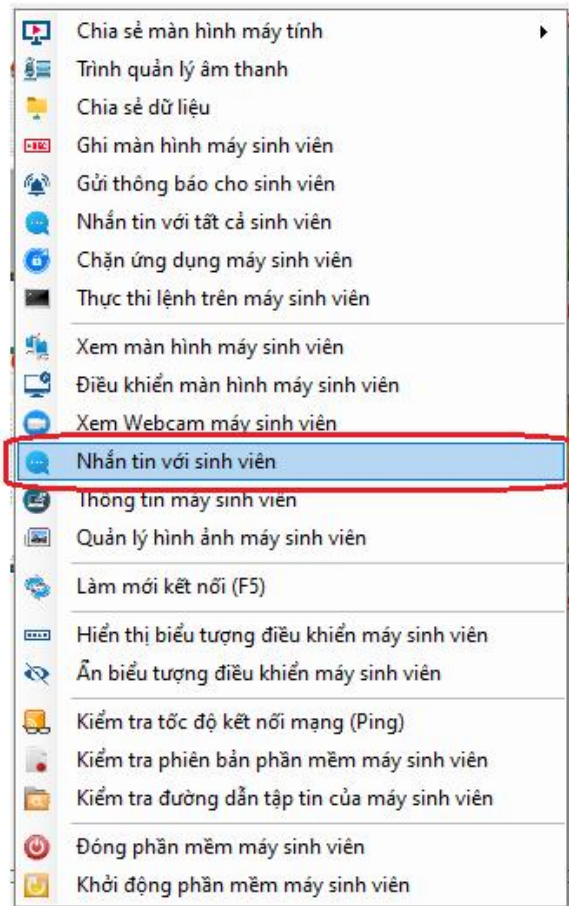 Chia sẻ màn hình máy tính
Trình quản lý âm thanh
Chia sẻ dữ liệu
REC
Ghi màn hình máy sinh viên
Gửi thông báo cho sinh viên
Nhắn tin với tất cả sinh viên
Chặn ứng dụng máy sinh viên
Thực thi lệnh trên máy sinh viên
Xem màn hình máy sinh viên
Điều khiển màn hình máy sinh viên
Xem Webcam máy sinh viên
Nhắn tin với sinh viên
Thông tin máy sinh viên
Quản lý hình ảnh máy sinh viên
Làm mới kết nối (F5)
Hiển thị biểu tượng điều khiển máy sinh viên
Ẩn biểu tượng điều khiển máy sinh viên
Kiểm tra tốc độ kết nối mạng (Ping)
Kiểm tra phiên bản phần mềm máy sinh viên
Kiểm tra đường dẫn tập tin của máy sinh viên
Đóng phần mềm máy sinh viên
Khởi động phần mềm máy sinh viên